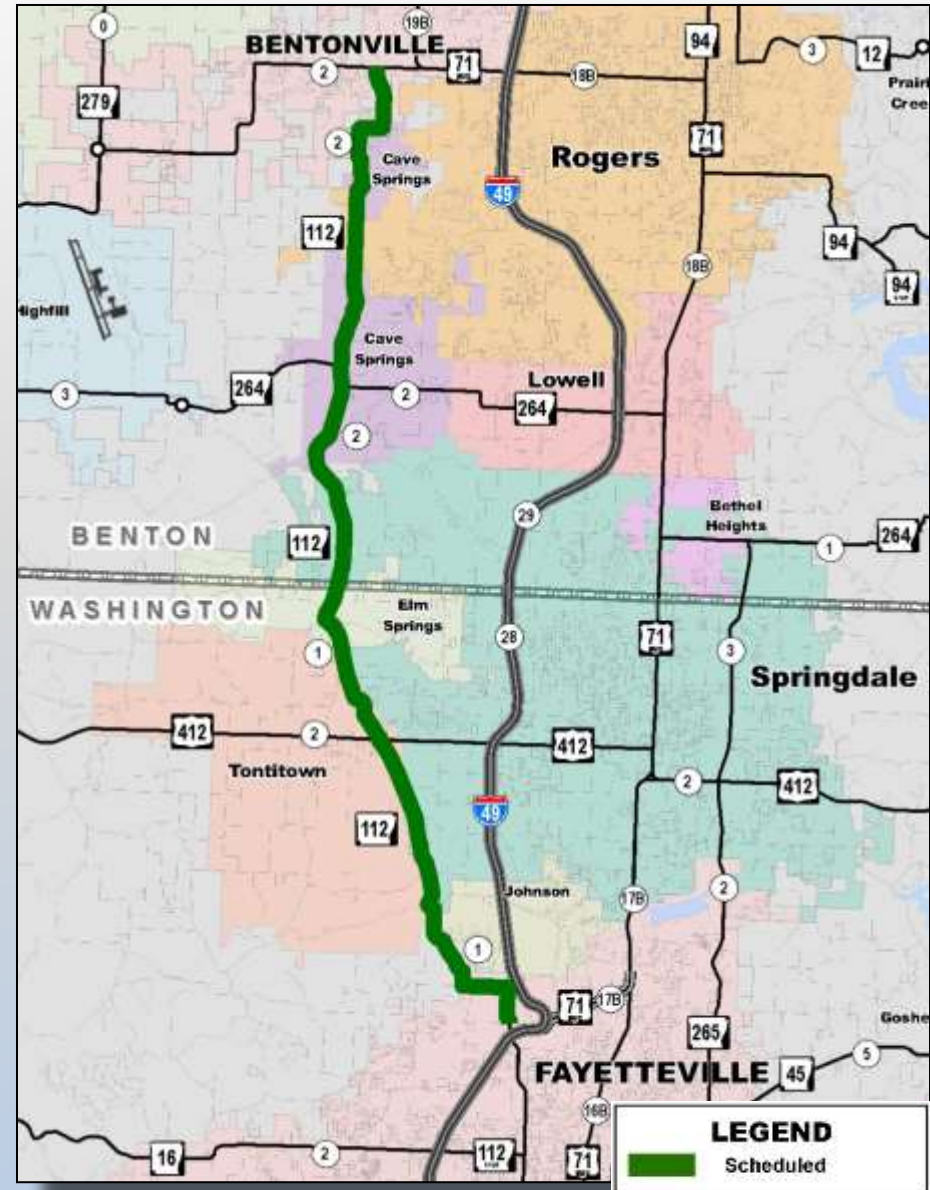 0
19B
BENTONVILLE
71
94
3
12
2
18B
Prairi
Cree
279
71
2
Cave
Springs
Rogers
49
112
94
18B
94
Highfill
Cave
Springs
Lowell
3
264
2
264
2
29
Bethel
Heights
BENTON
112
1
264
WASHINGTON
Elm
Springs
28
71
3
1
Springdale
412
2
412
Tontitown
2
412
49
112
Johnson
17B
2
1
71
17B
265
Goshe
FAYETTEVILLE
45
5
16B
16
2
112
71
LEGEND
Scheduled